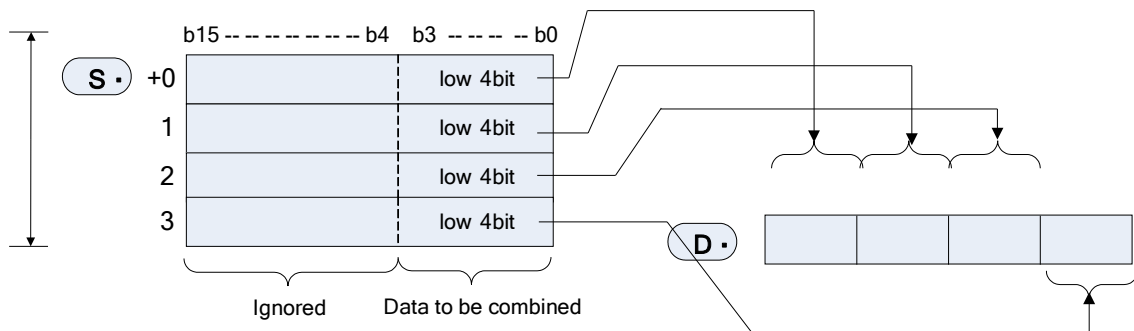 b15 -- -- -- -- -- -- -- b4 b3 -- -- -- -- b0
S · +0 low 4bit
1 low 4bit
2 low 4bit
3 low 4bit
D ·
Ignored Data to be combined